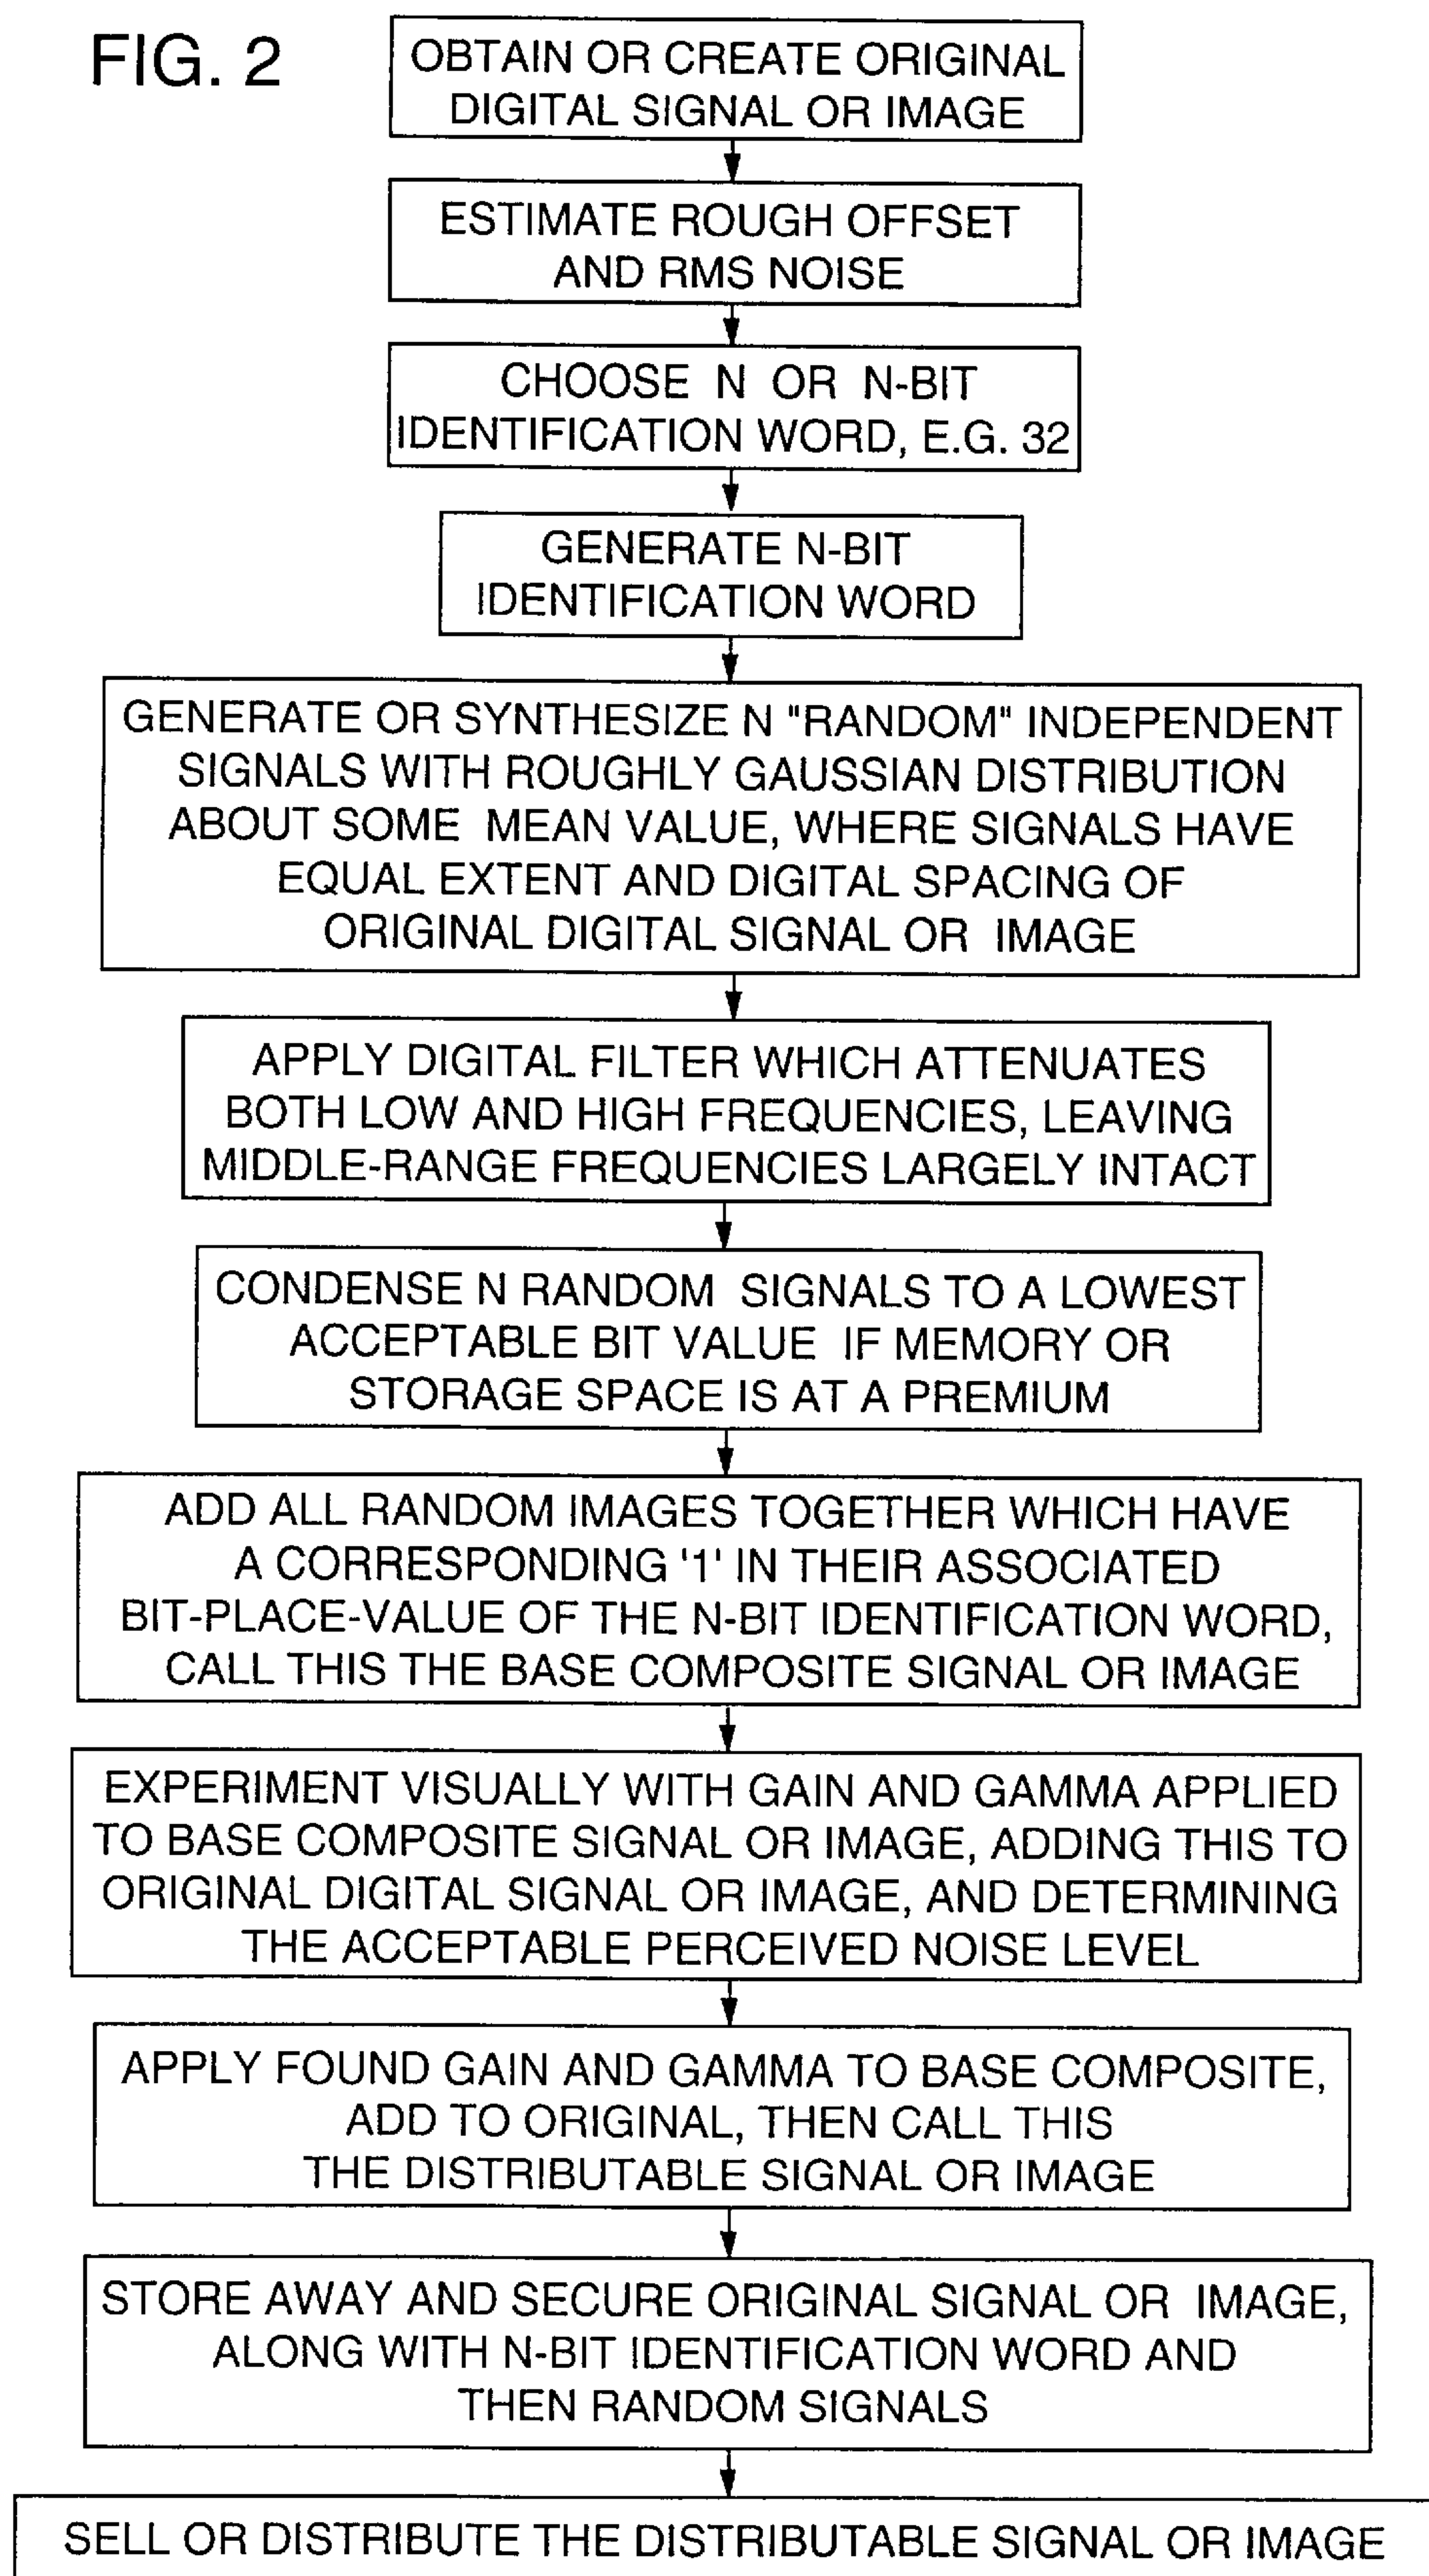 FIG. 2
OBTAIN OR CREATE ORIGINAL
DIGITAL SIGNAL OR IMAGE
ESTIMATE ROUGH OFFSET
AND RMS NOISE
CHOOSE N OR N-BIT
IDENTIFICATION WORD, E.G. 32
GENERATE N-BIT
IDENTIFICATION WORD
GENERATE OR SYNTHESIZE N "RANDOM" INDEPENDENT
SIGNALS WITH ROUGHLY GAUSSIAN DISTRIBUTION
ABOUT SOME MEAN VALUE, WHERE SIGNALS HAVE
EQUAL EXTENT AND DIGITAL SPACING OF
ORIGINAL DIGITAL SIGNAL OR IMAGE
APPLY DIGITAL FILTER WHICH ATTENUATES
BOTH LOW AND HIGH FREQUENCIES, LEAVING
MIDDLE-RANGE FREQUENCIES LARGELY INTACT
CONDENSE N RANDOM SIGNALS TO A LOWEST
ACCEPTABLE BIT VALUE IF MEMORY OR
STORAGE SPACE IS AT A PREMIUM
ADD ALL RANDOM IMAGES TOGETHER WHICH HAVE
A CORRESPONDING '1' IN THEIR ASSOCIATED
BIT-PLACE-VALUE OF THE N-BIT IDENTIFICATION WORD,
CALL THIS THE BASE COMPOSITE SIGNAL OR IMAGE
EXPERIMENT VISUALLY WITH GAIN AND GAMMA APPLIED
TO BASE COMPOSITE SIGNAL OR IMAGE, ADDING THIS TO
ORIGINAL DIGITAL SIGNAL OR IMAGE, AND DETERMINING
THE ACCEPTABLE PERCEIVED NOISE LEVEL
APPLY FOUND GAIN AND GAMMA TO BASE COMPOSITE,
ADD TO ORIGINAL, THEN CALL THIS
THE DISTRIBUTABLE SIGNAL OR IMAGE
STORE AWAY AND SECURE ORIGINAL SIGNAL OR IMAGE,
ALONG WITH N-BIT IDENTIFICATION WORD AND
THEN RANDOM SIGNALS
SELL OR DISTRIBUTE THE DISTRIBUTABLE SIGNAL OR IMAGE